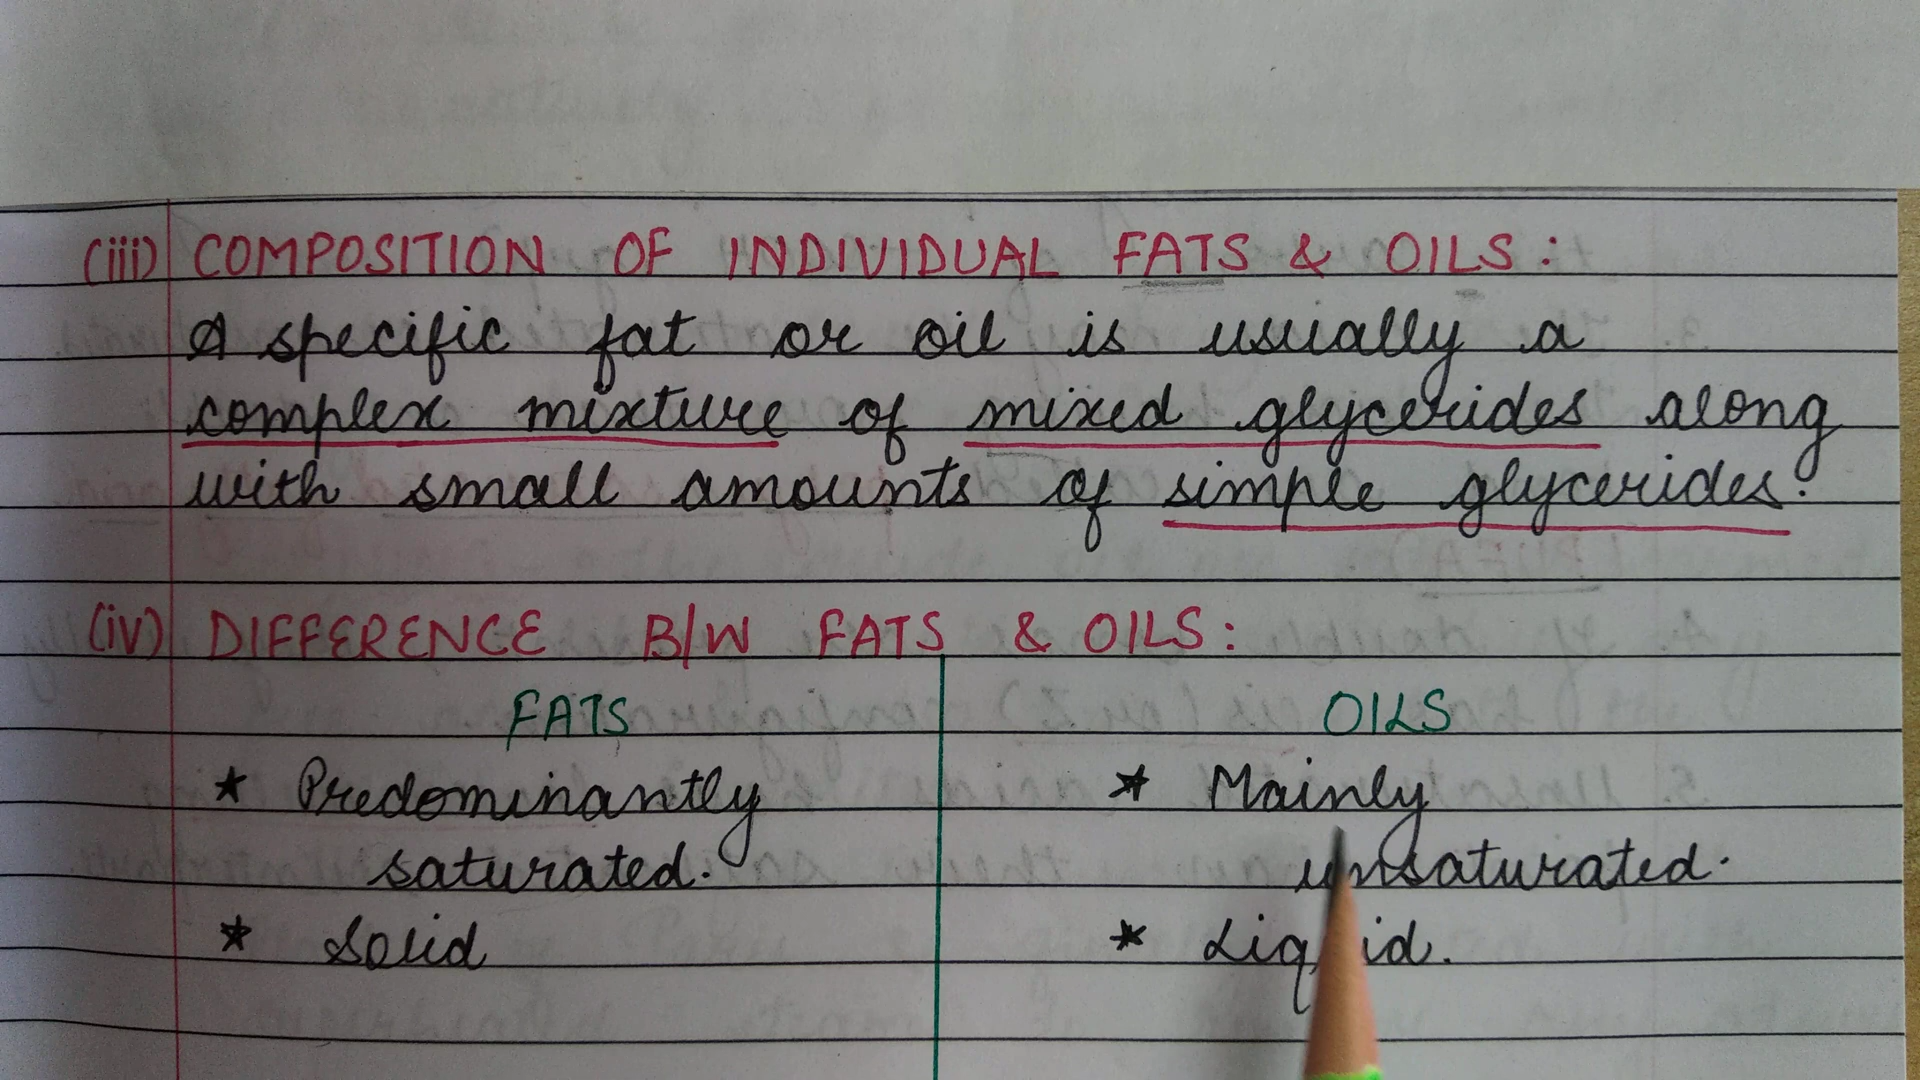 (iii) COMPOSITION OF INDIVIDUAL FATS & OILS:
A specific fat or oil is usually a
complex mixture of mixed glycerides along
with small amounts of simple glycerides.
(iv) DIFFERENCE B/W FATS & OILS:
FATS OILS
* Predominantly * Mainly
saturated. unsaturated.
* Solid * Liquid.